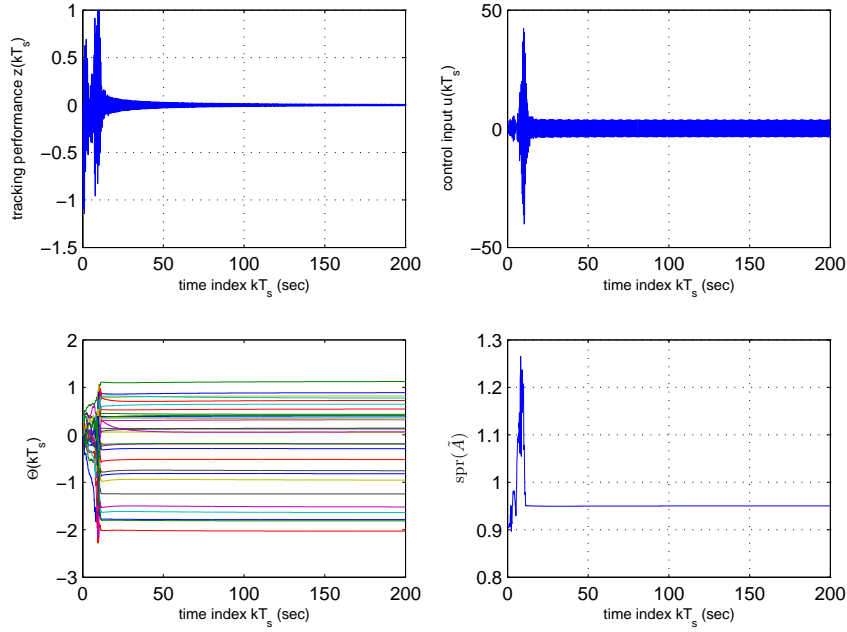 1
0.5
0
−0.5
−1
−1.5
0 50 100 150 200
time index kT_s (sec)
tracking performance z(kT_s)
50
0
−50
0 50 100 150 200
time index kT_s (sec)
control input u(kT_s)
2
1
0
−1
−2
−3
0 50 100 150 200
time index kT_s (sec)
Θ(kT_s)
1.3
1.2
1.1
1
0.9
0.8
0 50 100 150 200
time index kT_s (sec)
spr(Ã)